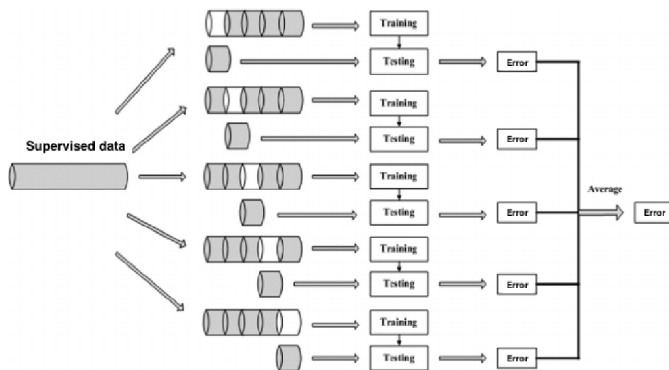 Training
Testing
Error
Training
Testing
Error
Supervised data
Training
Testing
Error
Average
Error
Training
Testing
Error
Training
Testing
Error